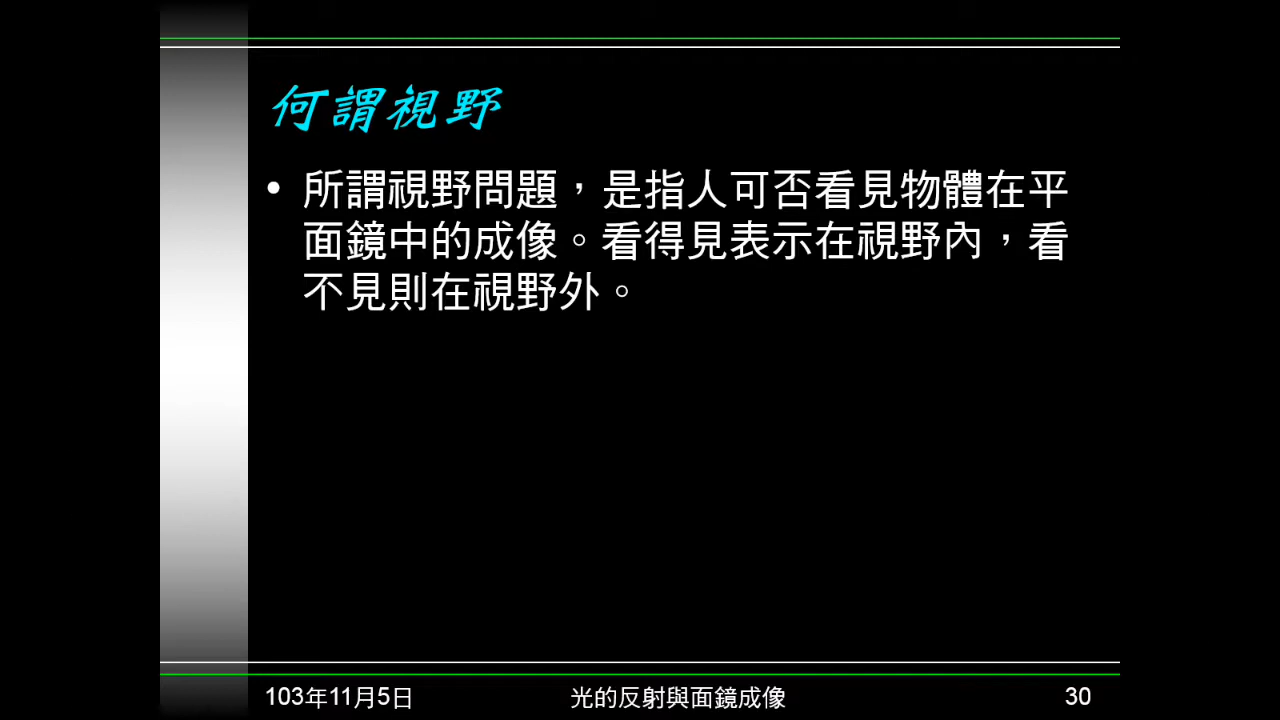 何謂視野
• 所謂視野問題，是指人可否看見物體在平
面鏡中的成像。看得見表示在視野內，看
不見則在視野外。
103年11月5日
光的反射與面鏡成像
30